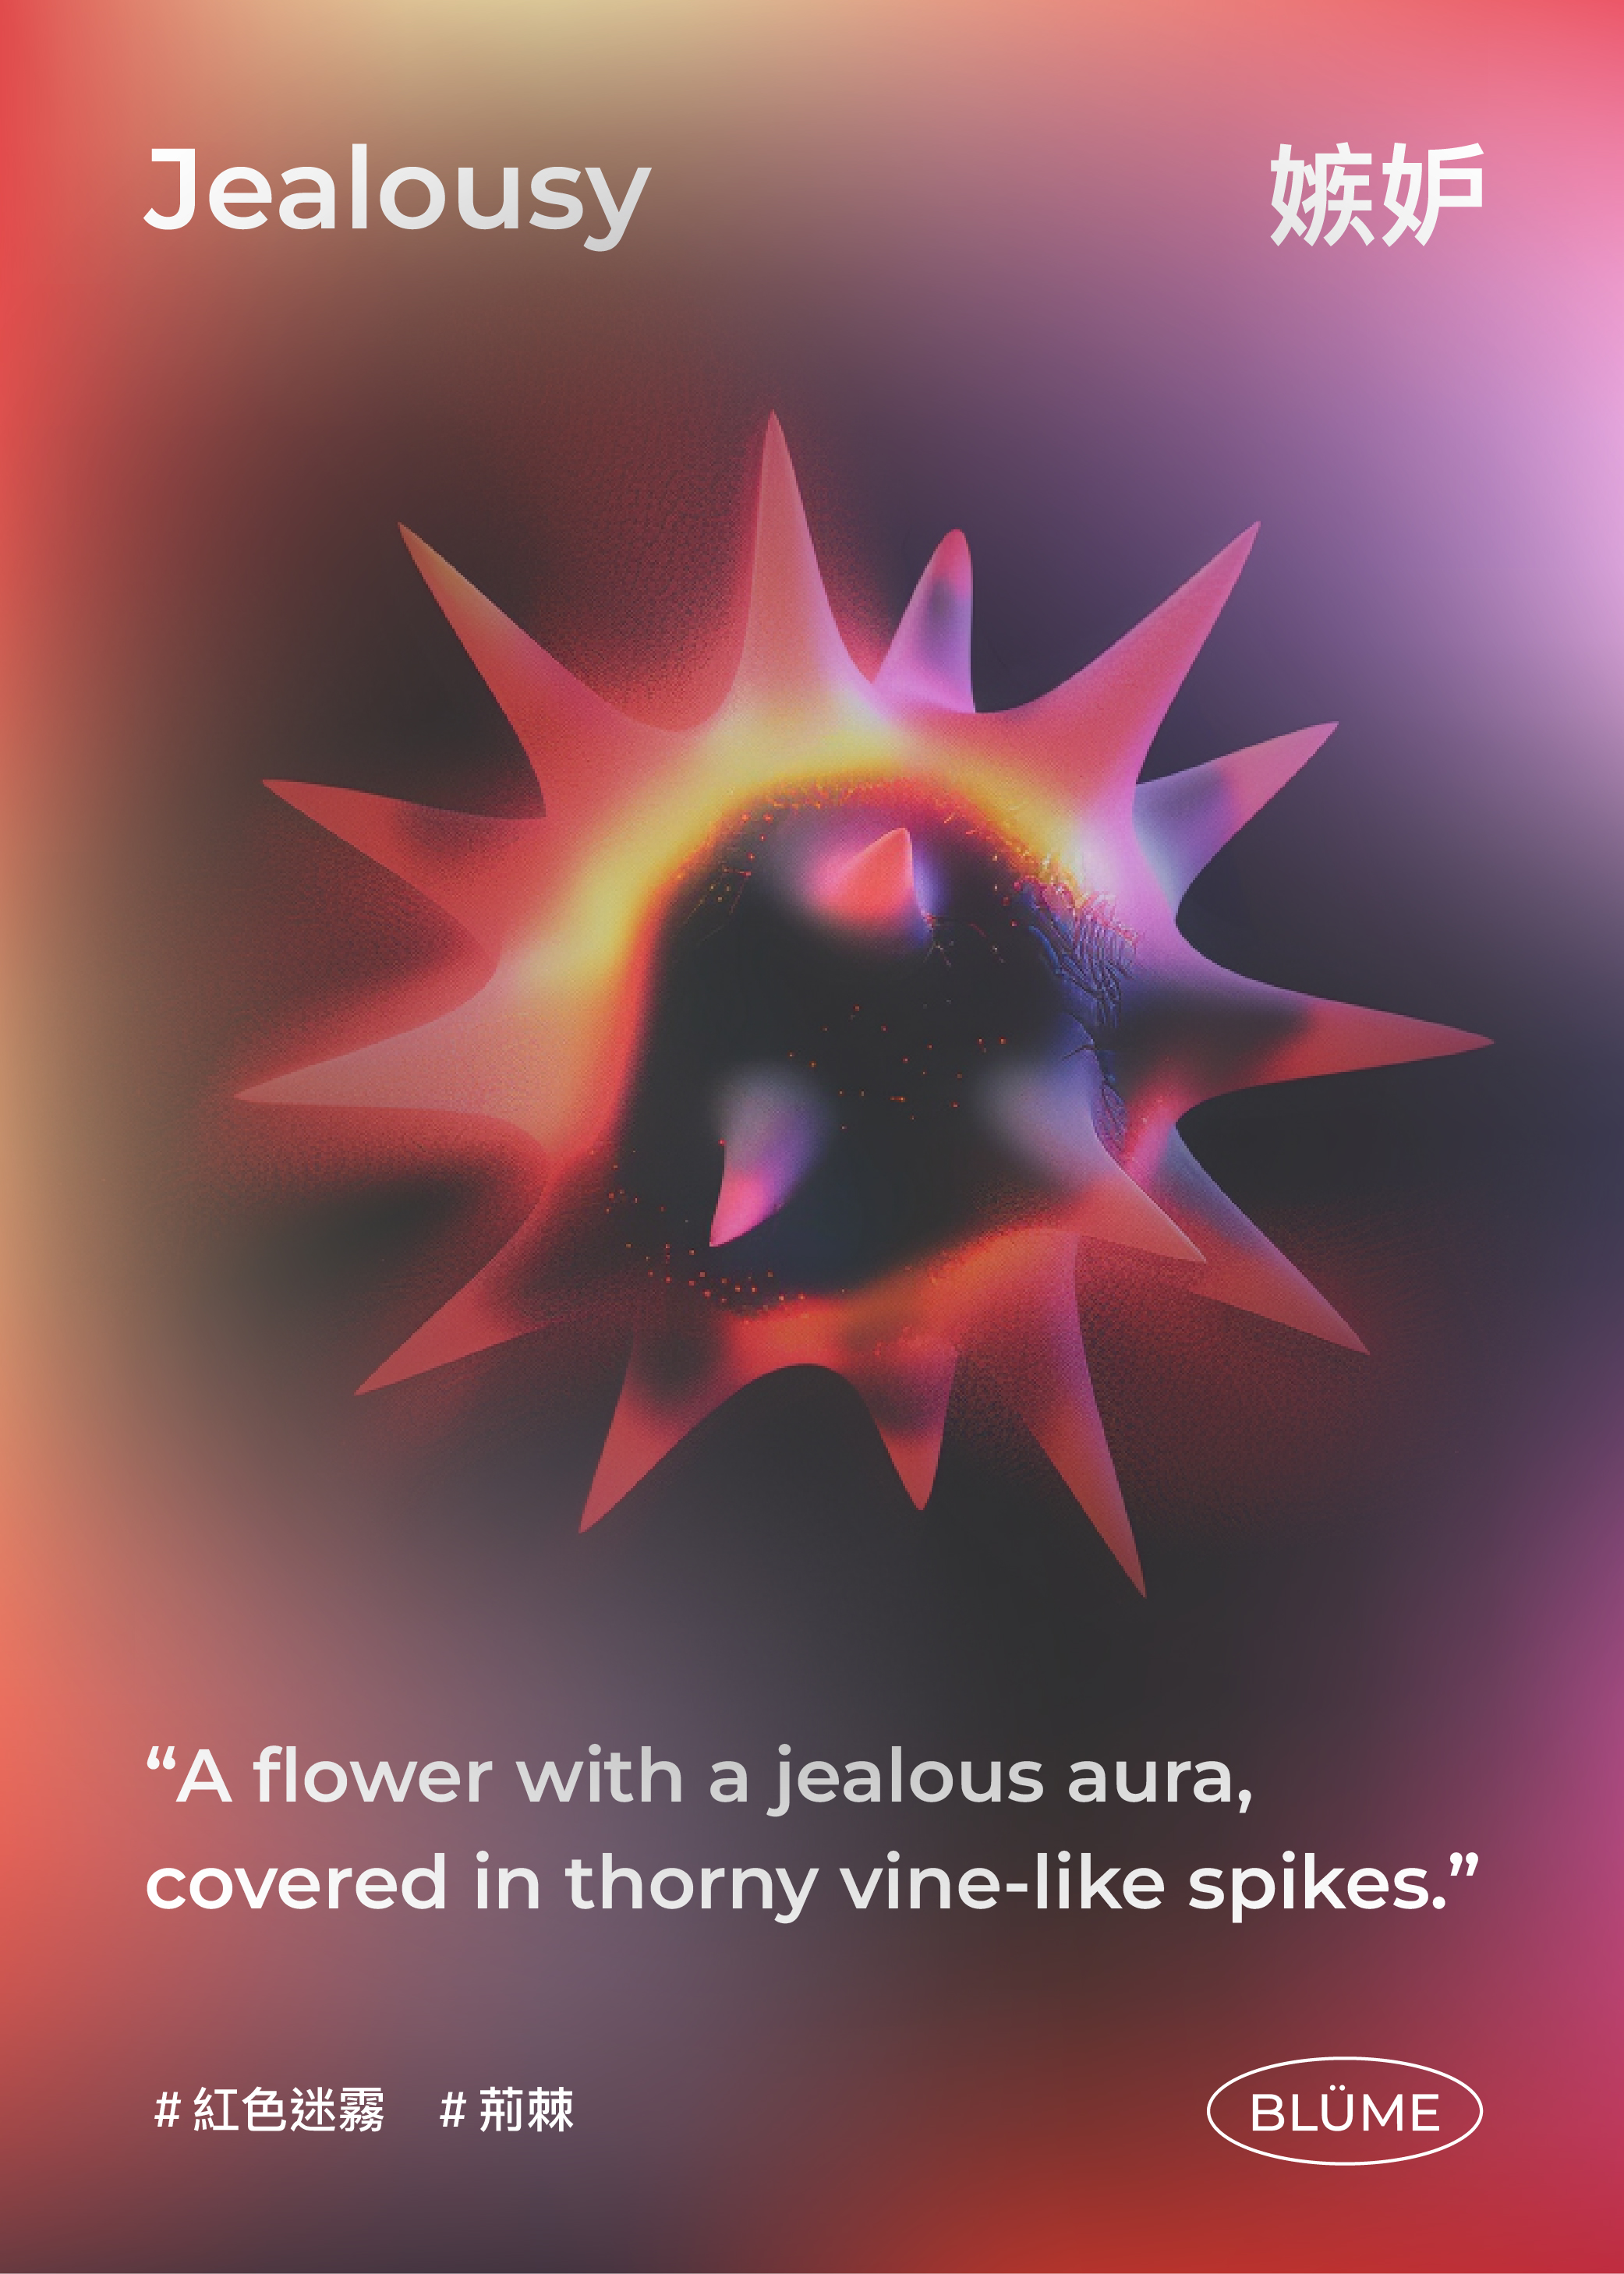 Jealousy
嫉妒
“A flower with a jealous aura,
covered in thorny vine-like spikes.”
# 紅色迷霧 # 荊棘
BLÜME